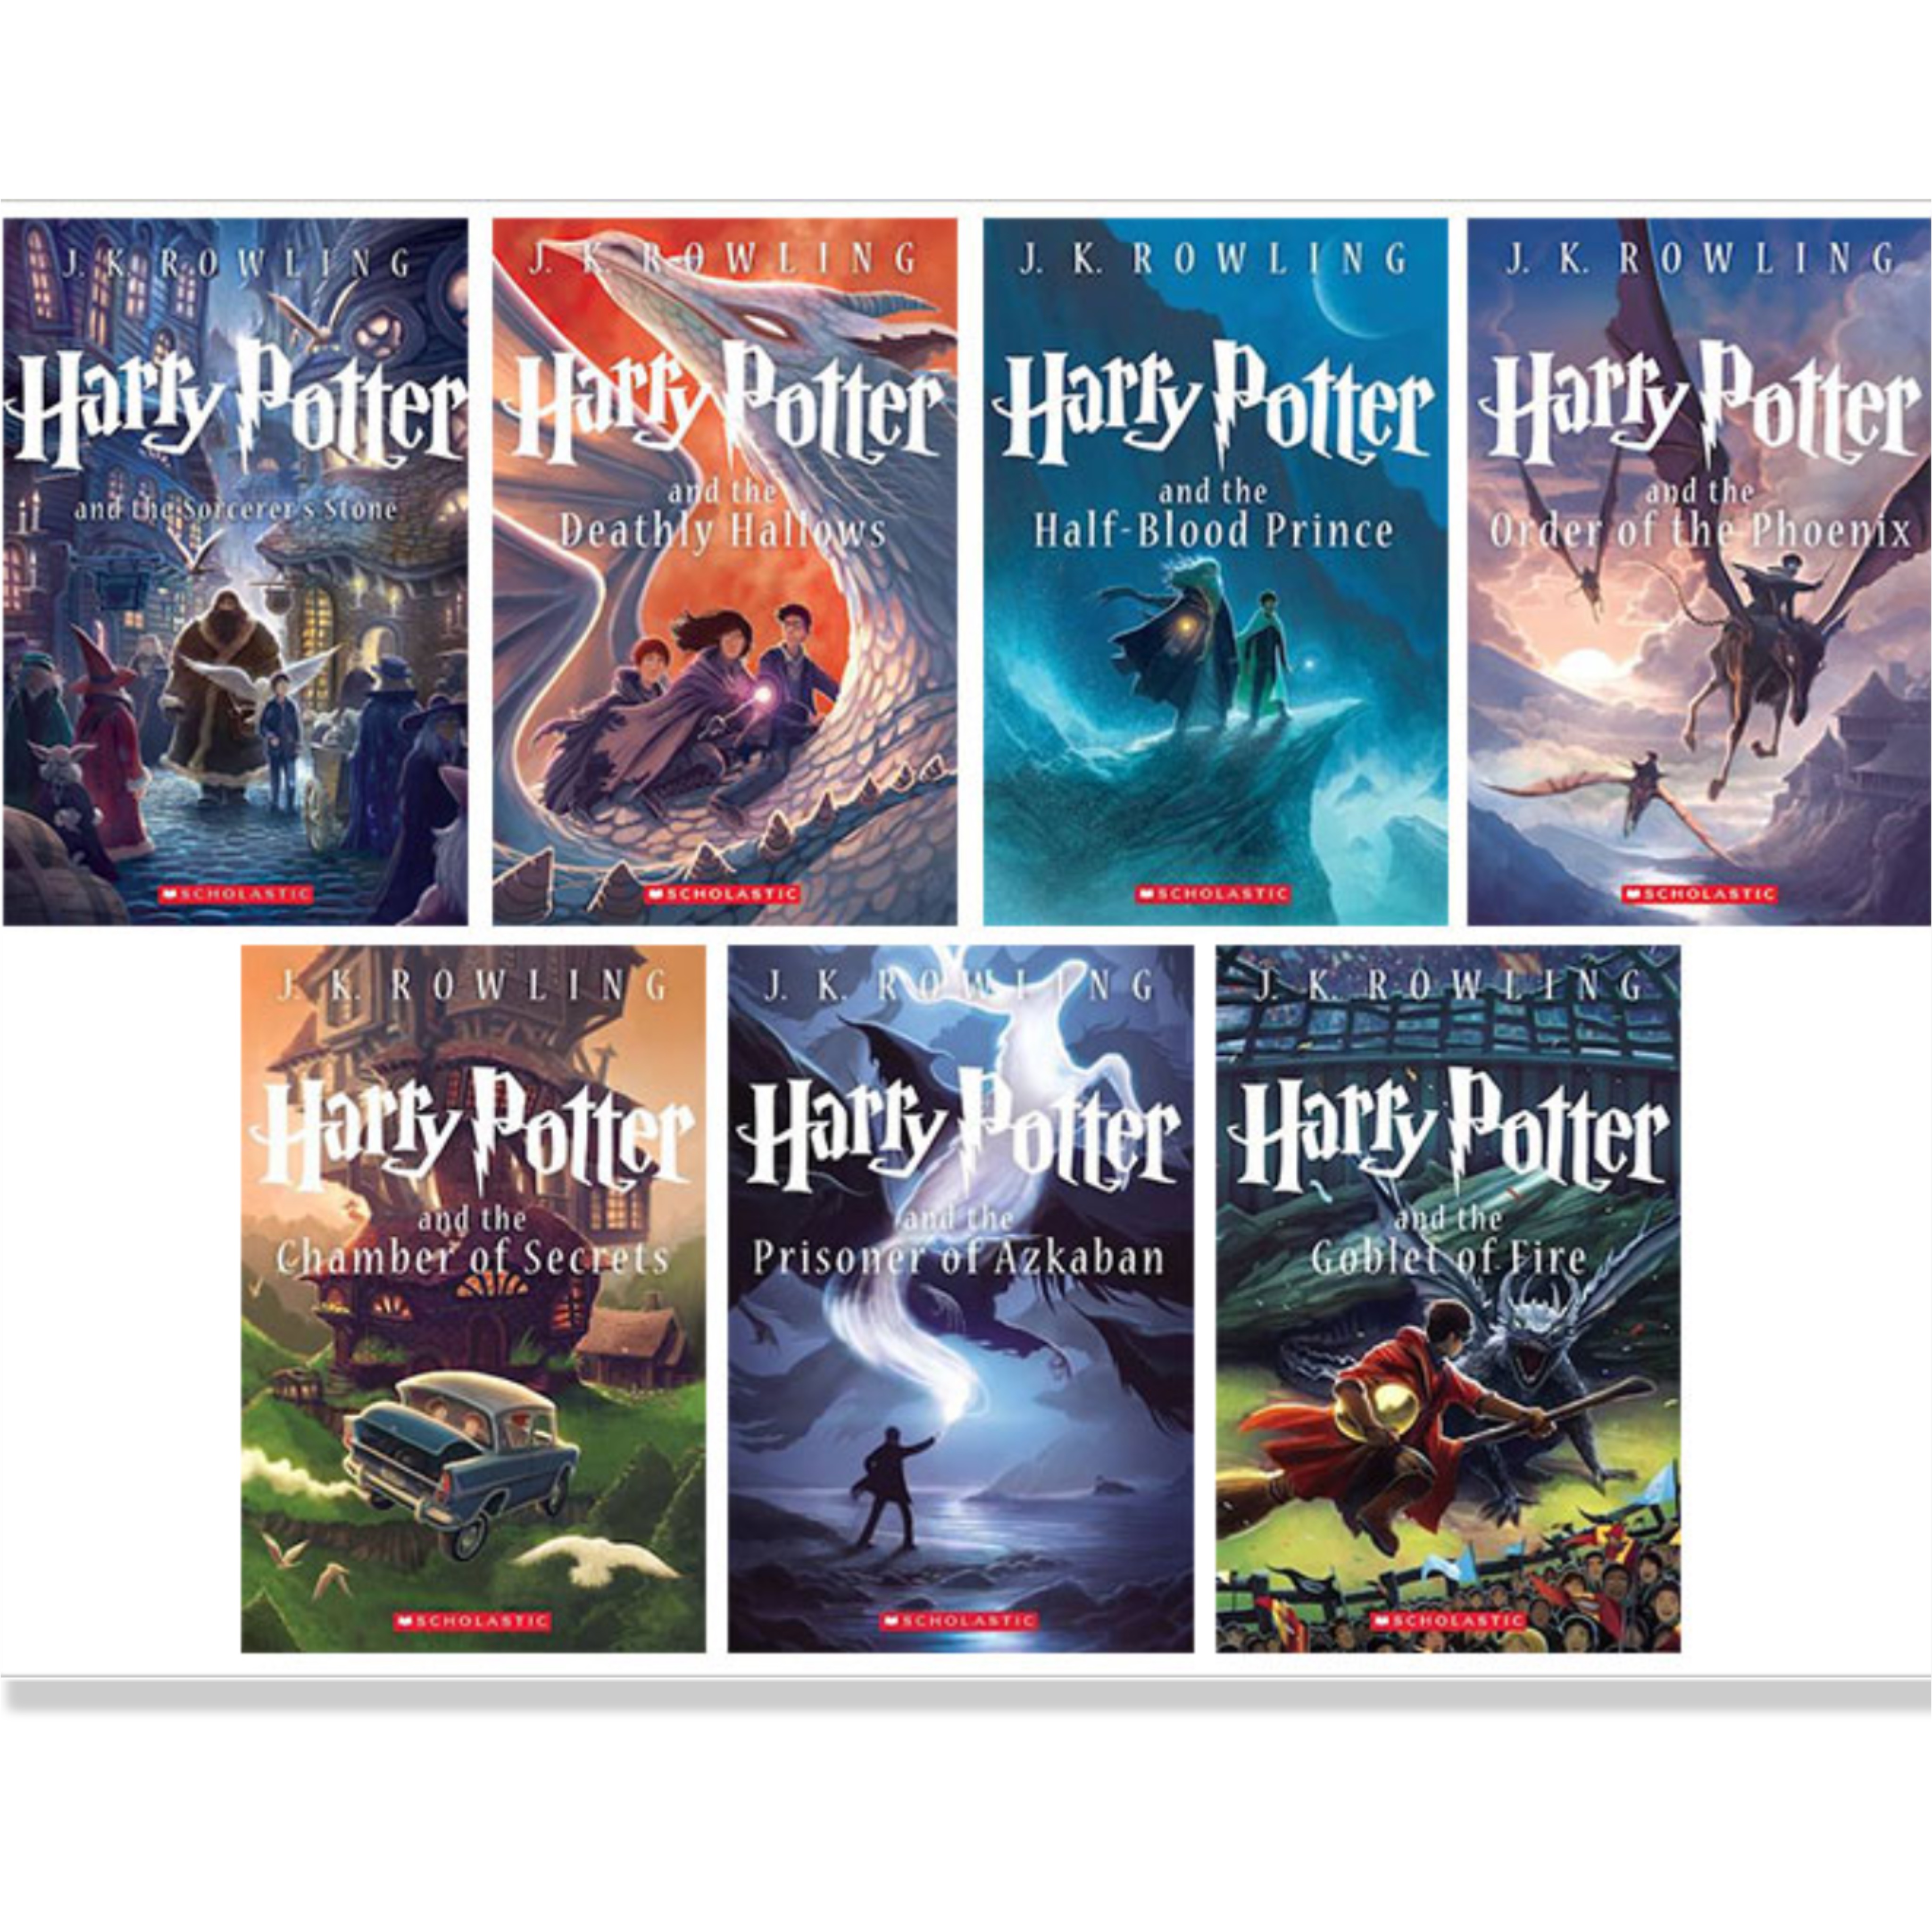 J. K. ROWLING
Harry Potter
and the Sorcerer's Stone
SCHOLASTIC
J. K. ROWLING
Harry Potter
and the
Deathly Hallows
SCHOLASTIC
J. K. ROWLING
Harry Potter
and the
Half-Blood Prince
SCHOLASTIC
J. K. ROWLING
Harry Potter
and the
Order of the Phoenix
SCHOLASTIC
J. K. ROWLING
Harry Potter
and the
Chamber of Secrets
SCHOLASTIC
J. K. ROWLING
Harry Potter
and the
Prisoner of Azkaban
SCHOLASTIC
J. K. ROWLING
Harry Potter
and the
Goblet of Fire
SCHOLASTIC